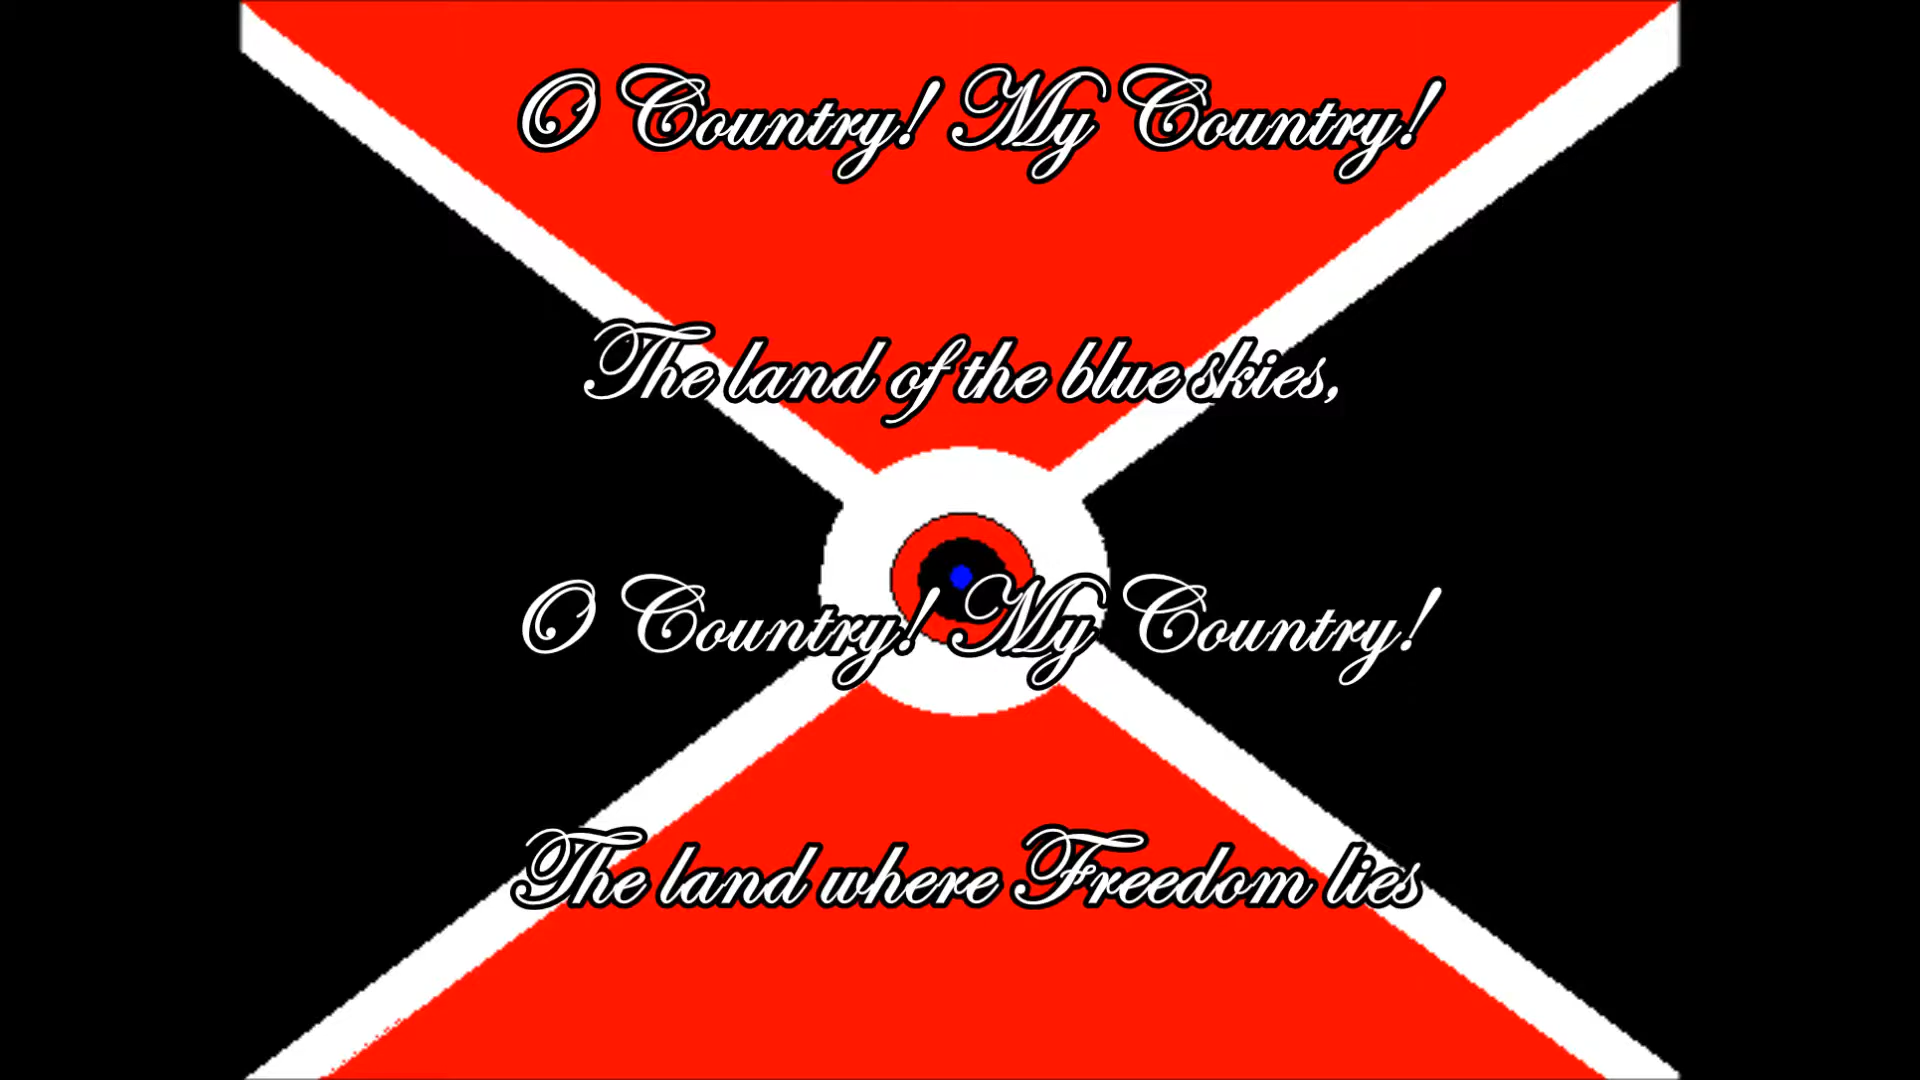 O Country! My Country!
The land of the blue skies,
O Country! My Country!
The land where Freedom lies